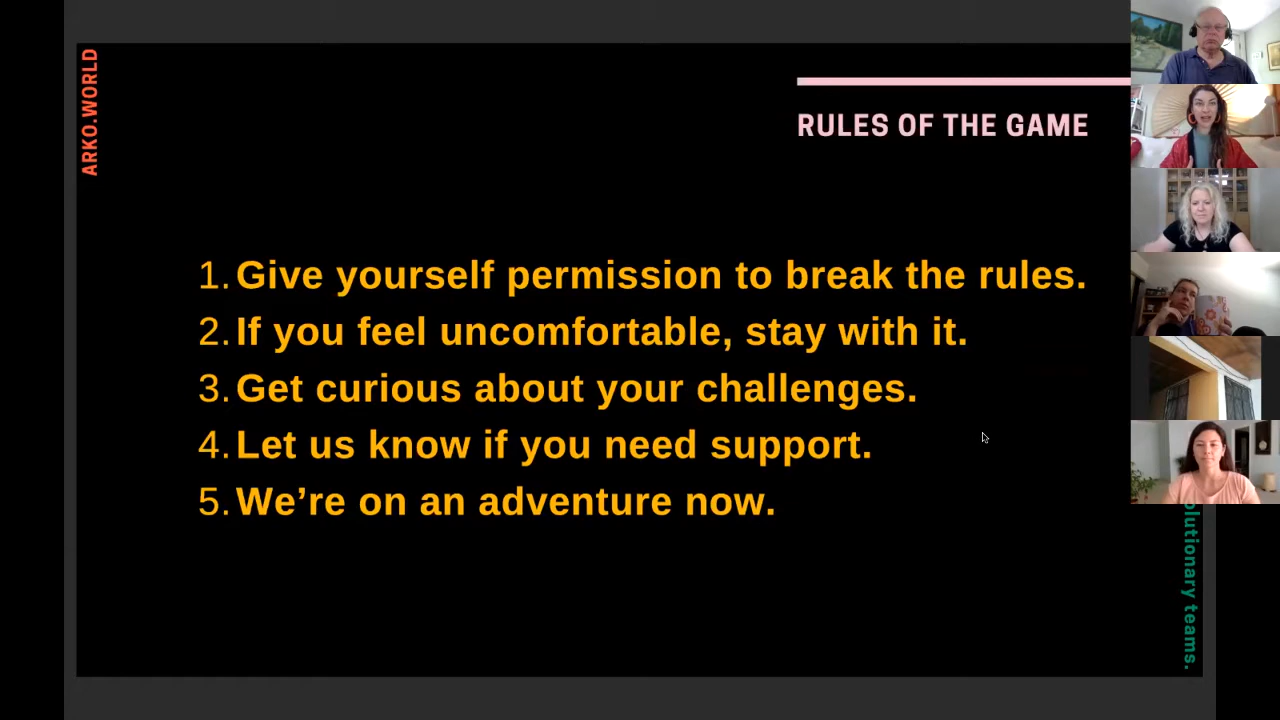 ARKO.WORLD
RULES OF THE GAME
1. Give yourself permission to break the rules.
2. If you feel uncomfortable, stay with it.
3. Get curious about your challenges.
4. Let us know if you need support.
5. We’re on an adventure now.
teams.